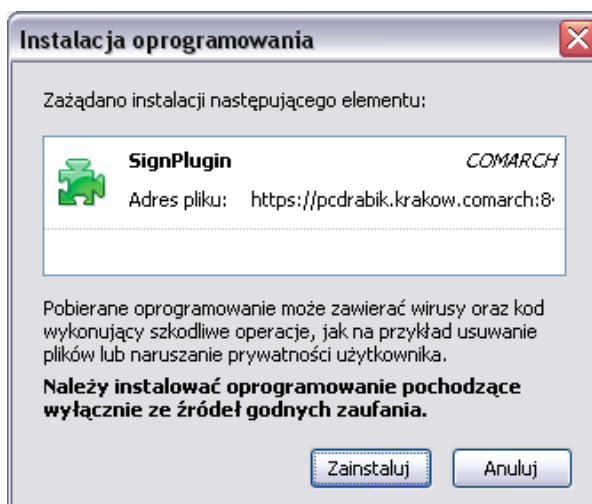 Instalacja oprogramowania
Zażądano instalacji następującego elementu:
SignPlugin COMARCH
Adres pliku: https://pcdrabik.krakow.comarch:8
Pobierane oprogramowanie może zawierać wirusy oraz kod
wykonujący szkodliwe operacje, jak na przykład usuwanie
plików lub naruszanie prywatności użytkownika.
Należy instalować oprogramowanie pochodzące
wyłącznie ze źródeł godnych zaufania.
Zainstaluj Anuluj